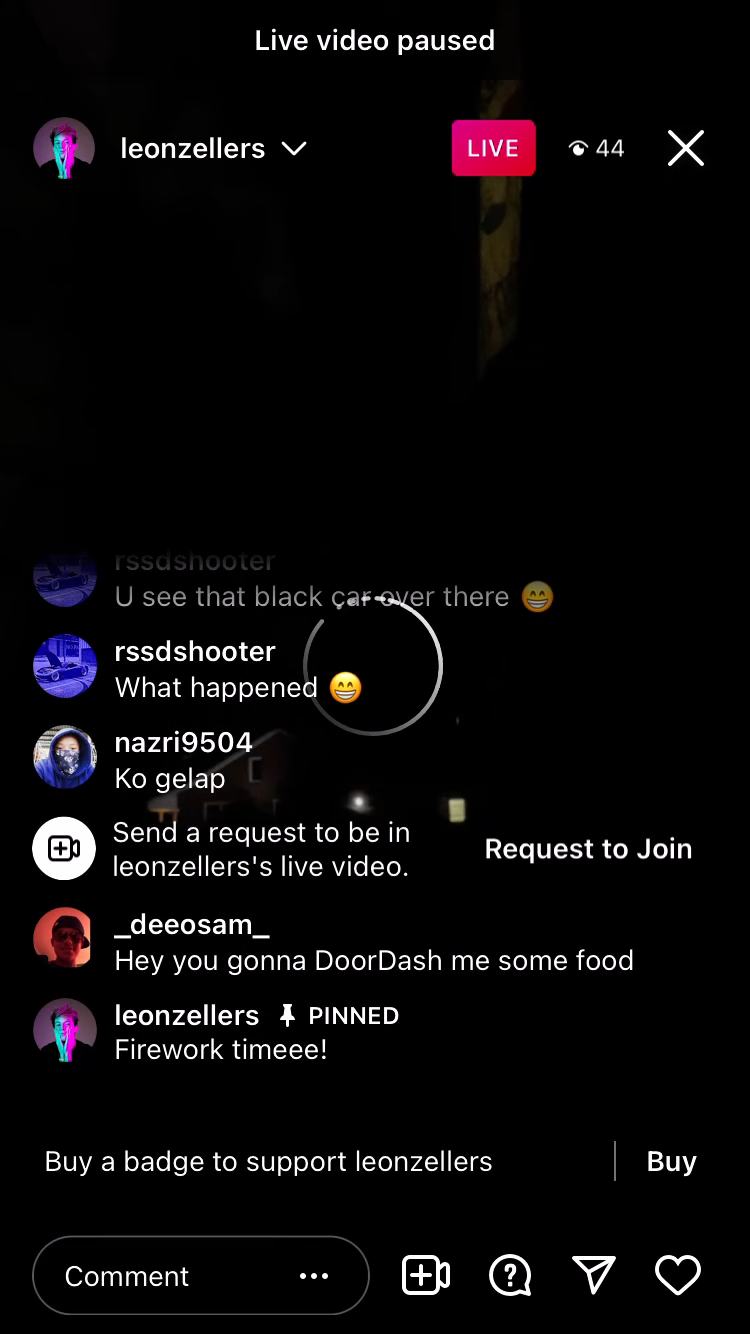 Live video paused
leonzellers
LIVE
44
rssdshooter
U see that black car over there 😁
rssdshooter
What happened 😁
nazri9504
Ko gelap
Send a request to be in
leonzellers's live video.
Request to Join
_deeosam_
Hey you gonna DoorDash me some food
leonzellers PINNED
Firework timeee!
Buy a badge to support leonzellers
Buy
Comment